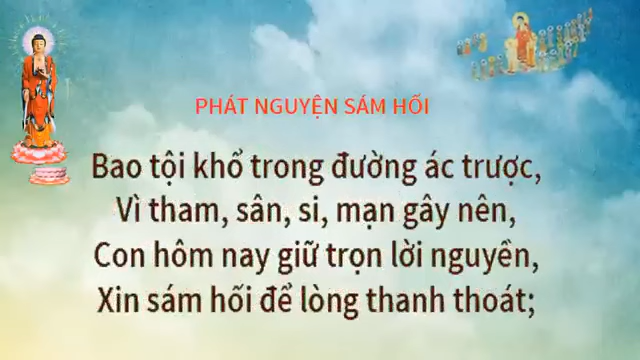 PHÁT NGUYỆN SÁM HỐI
Bao tội khổ trong đường ác trược,
Vì tham, sân, si, mạn gây nên,
Con hôm nay giữ trọn lời nguyền,
Xin sám hối để lòng thanh thoát;